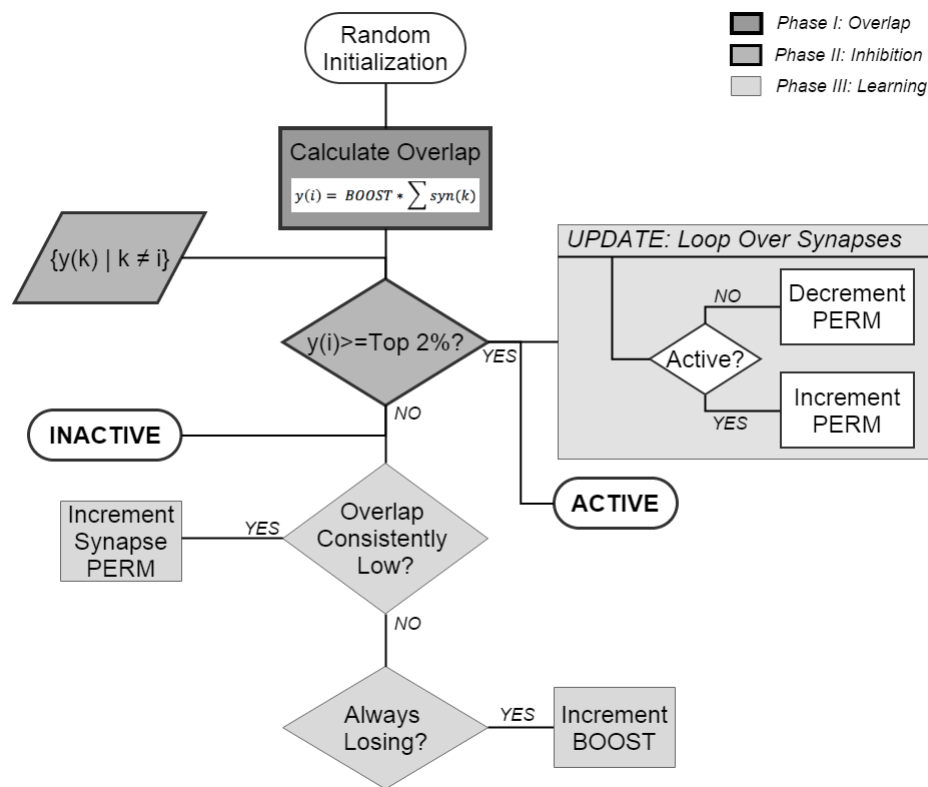 Random
Initialization
Phase I: Overlap
Phase II: Inhibition
Phase III: Learning
Calculate Overlap
y(i) = BOOST * ∑ syn(k)
{y(k) | k ≠ i}
UPDATE: Loop Over Synapses
y(i)>=Top 2%?
YES
NO
Decrement
PERM
Active?
YES
Increment
PERM
NO
INACTIVE
ACTIVE
Overlap
Consistently
Low?
YES
Increment
Synapse
PERM
NO
Always
Losing?
YES
Increment
BOOST